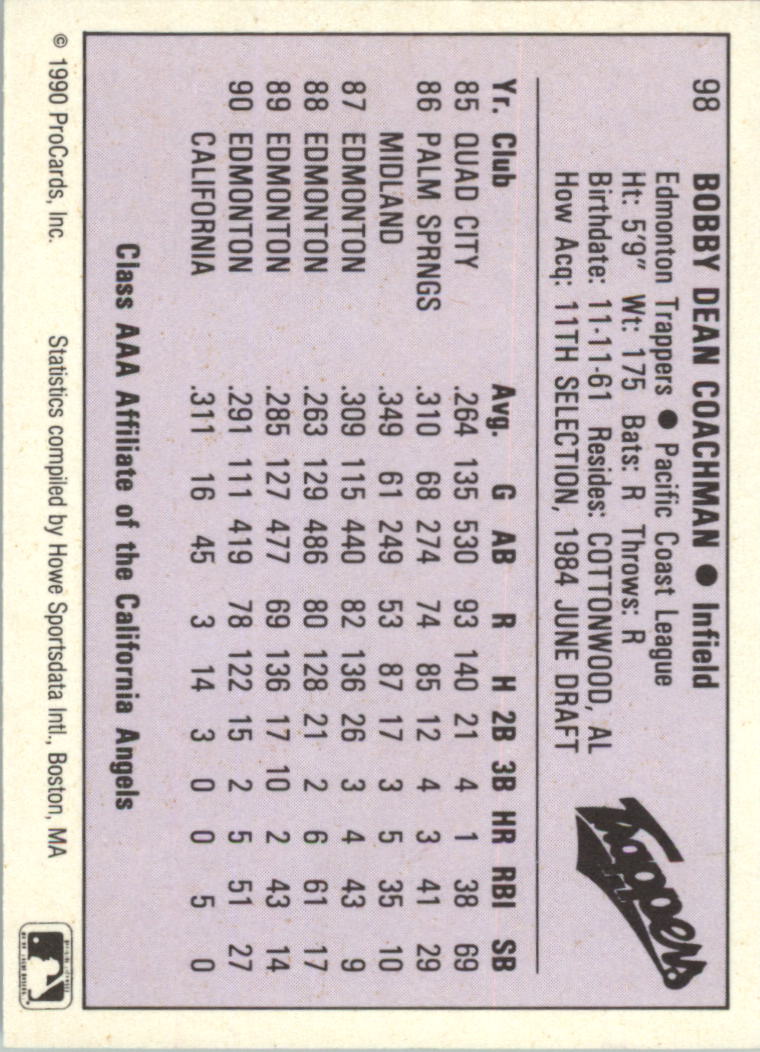 98 BOBBY DEAN COACHMAN ● Infield
Edmonton Trappers ● Pacific Coast League
Ht: 5'9" Wt: 175 Bats: R Throws: R
Birthdate: 11-11-61 Resides: COTTONWOOD, AL
How Acq: 11TH SELECTION, 1984 JUNE DRAFT
Trappers
Yr. Club Avg. G AB R H 2B 3B HR RBI SB
85 QUAD CITY .264 135 530 93 140 21 4 1 38 69
86 PALM SPRNGS .310 68 274 74 85 12 4 3 41 29
MIDLAND .349 61 249 53 87 17 3 5 35 10
87 EDMONTON .309 115 440 82 136 26 3 4 43 9
88 EDMONTON .263 129 486 80 128 21 2 6 61 17
89 EDMONTON .285 127 477 69 136 17 10 2 43 14
90 EDMONTON .291 111 419 78 122 15 2 5 51 27
CALIFORNIA .311 16 45 3 14 3 0 0 5 0
Class AAA Affiliate of the California Angels
© 1990 ProCards, Inc. Statistics compiled by Howe Sportsdata Intl., Boston, MA